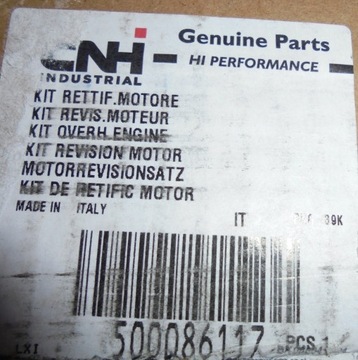 CNH Genuine Parts
INDUSTRIAL HI PERFORMANCE
KIT RETTIF.MOTORE
KIT REVIS.MOTEUR
KIT OVERH.ENGINE
KIT REVISION MOTOR
MOTORREVISIONSATZ
KIT DE RETIFIC MOTOR
MADE IN ITALY IT
LXI 500086117 PCS 1